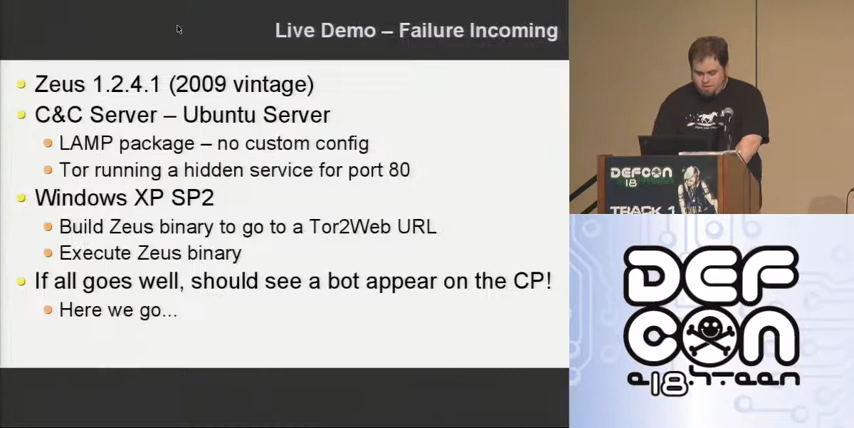 Live Demo – Failure Incoming
Zeus 1.2.4.1 (2009 vintage)
C&C Server – Ubuntu Server
LAMP package – no custom config
Tor running a hidden service for port 80
Windows XP SP2
Build Zeus binary to go to a Tor2Web URL
Execute Zeus binary
If all goes well, should see a bot appear on the CP!
Here we go...
DEFCON
18
TRACK 1
DEF
CON
e18hteen